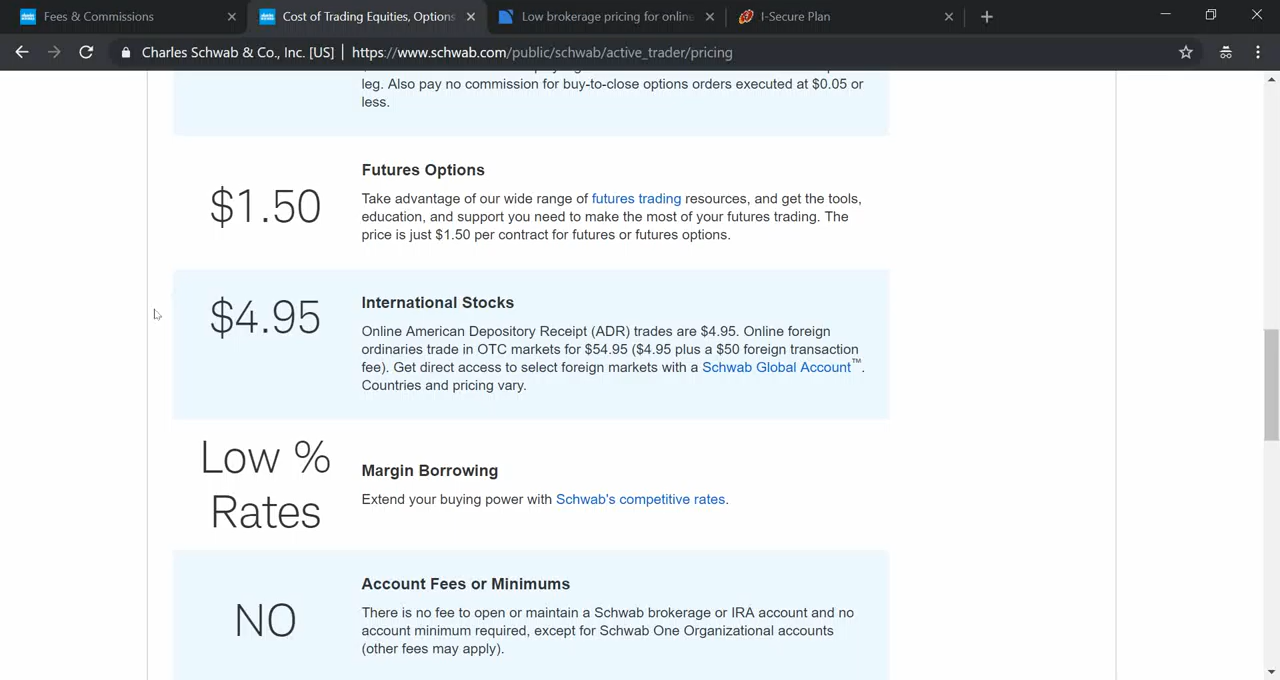 Fees & Commissions
Cost of Trading Equities, Options
Low brokerage pricing for online
I-Secure Plan
Charles Schwab & Co., Inc. [US] | https://www.schwab.com/public/schwab/active_trader/pricing
leg. Also pay no commission for buy-to-close options orders executed at $0.05 or
less.
Futures Options
$1.50
Take advantage of our wide range of futures trading resources, and get the tools,
education, and support you need to make the most of your futures trading. The
price is just $1.50 per contract for futures or futures options.
International Stocks
$4.95
Online American Depository Receipt (ADR) trades are $4.95. Online foreign
ordinaries trade in OTC markets for $54.95 ($4.95 plus a $50 foreign transaction
fee). Get direct access to select foreign markets with a Schwab Global Account™.
Countries and pricing vary.
Low %
Rates
Margin Borrowing
Extend your buying power with Schwab's competitive rates.
Account Fees or Minimums
NO
There is no fee to open or maintain a Schwab brokerage or IRA account and no
account minimum required, except for Schwab One Organizational accounts
(other fees may apply).